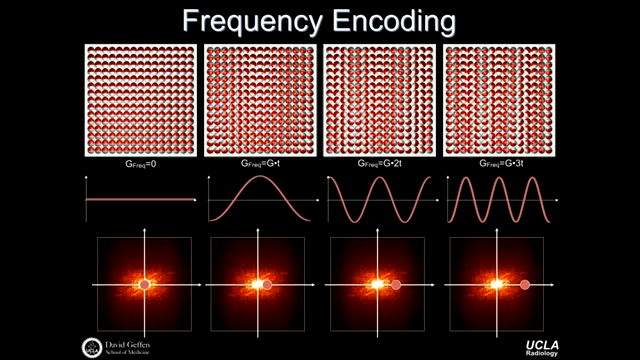 Frequency Encoding
GFreq=0
GFreq=G•t
GFreq=G•2t
GFreq=G•3t
David Geffen
School of Medicine
UCLA
Radiology